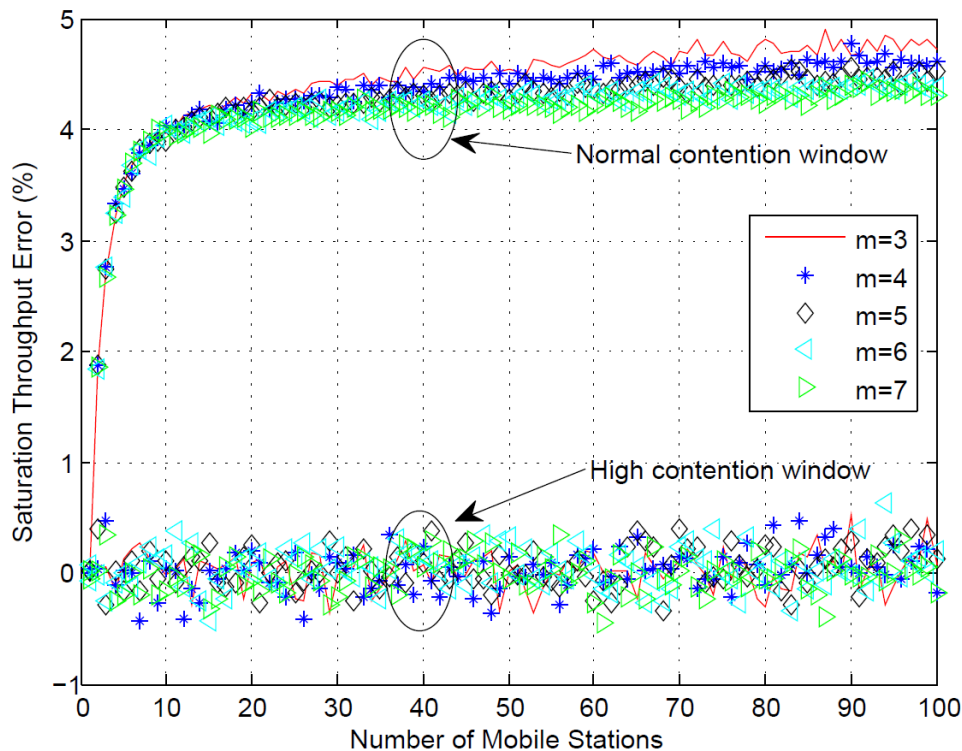 5
4
3
2
1
0
−1
0
10
20
30
40
50
60
70
80
90
100
Saturation Throughput Error (%)
Number of Mobile Stations
Normal contention window
High contention window
m=3
m=4
m=5
m=6
m=7